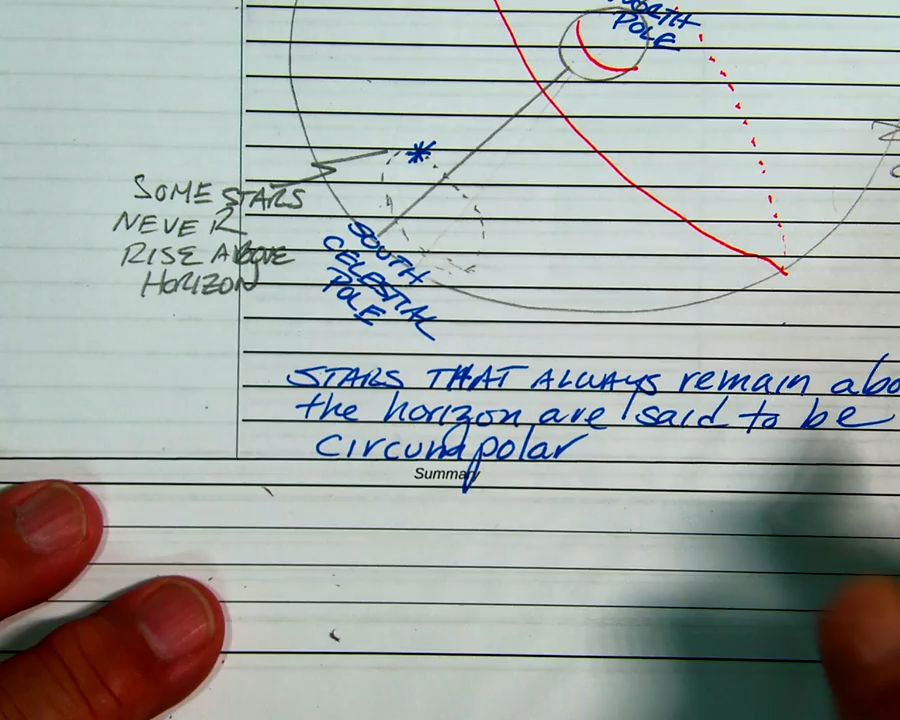 NORTH
POLE
SOME STARS
NEVER
RISE ABOVE
HORIZON
SOUTH
CELESTIAL
POLE
STARS THAT ALWAYS remain abo
the horizon are said to be
circumpolar
Summary